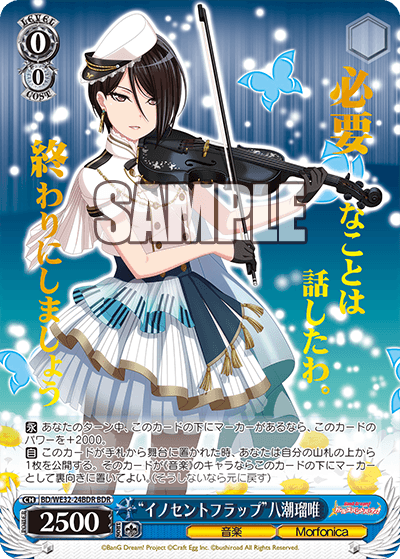 LEVEL
0
0
COST
必要なことは
話したわ。
終わりにしましょう
SAMPLE
永 あなたのターン中、このカードの下にマーカーがあるなら、このカードの
パワーを+2000。
自 このカードが手札から舞台に置かれた時、あなたは自分の山札の上から
1枚を公開する。そのカードが《音楽》のキャラならこのカードの下にマーカー
として裏向きに置いてよい。(そうしないなら元に戻す)
CH
BD/WE32-24BDR BDR
"イノセントフラップ"八潮瑠唯
2500
音楽
Morfonica
©BanG Dream! Project ©Craft Egg Inc. ©bushiroad All Rights Reserved.